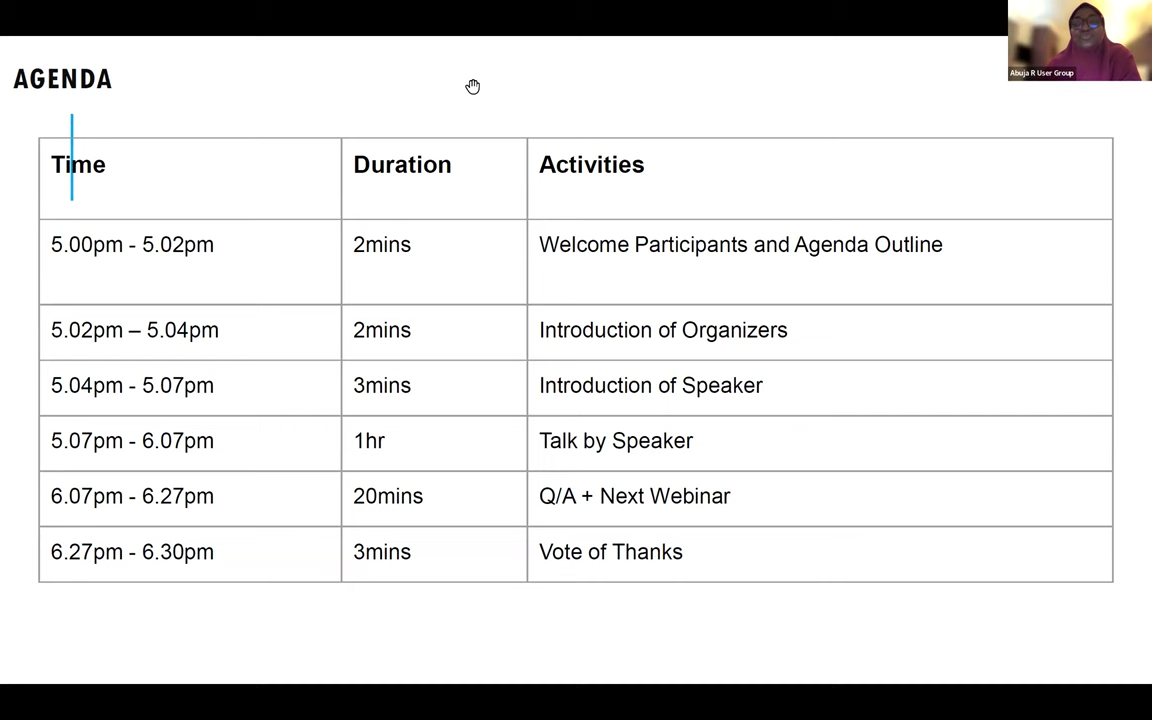 AGENDA
Abuja R User Group
Time Duration Activities
5.00pm - 5.02pm 2mins Welcome Participants and Agenda Outline
5.02pm – 5.04pm 2mins Introduction of Organizers
5.04pm - 5.07pm 3mins Introduction of Speaker
5.07pm - 6.07pm 1hr Talk by Speaker
6.07pm - 6.27pm 20mins Q/A + Next Webinar
6.27pm - 6.30pm 3mins Vote of Thanks